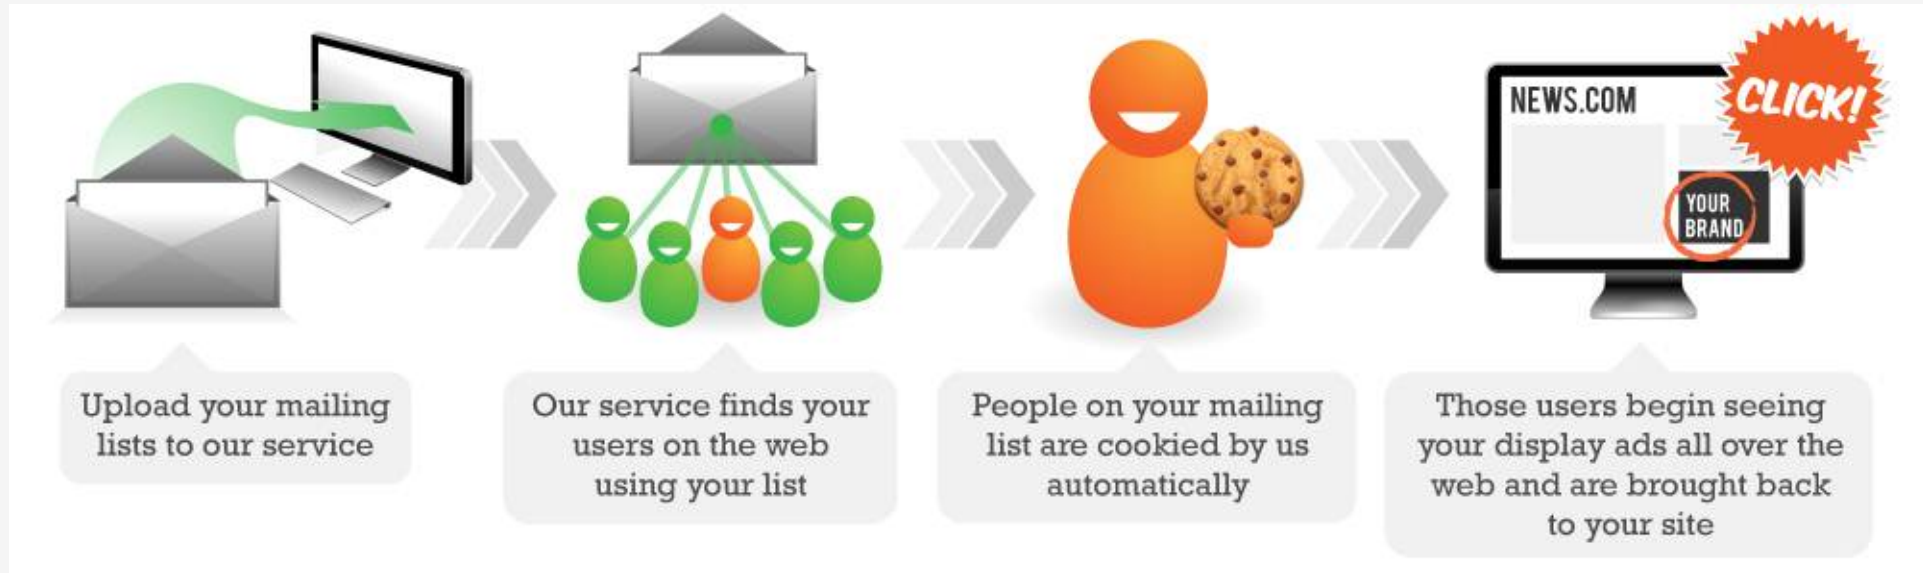 NEWS.COM
CLICK!
YOUR
BRAND
Upload your mailing
lists to our service
Our service finds your
users on the web
using your list
People on your mailing
list are cookied by us
automatically
Those users begin seeing
your display ads all over the
web and are brought back
to your site